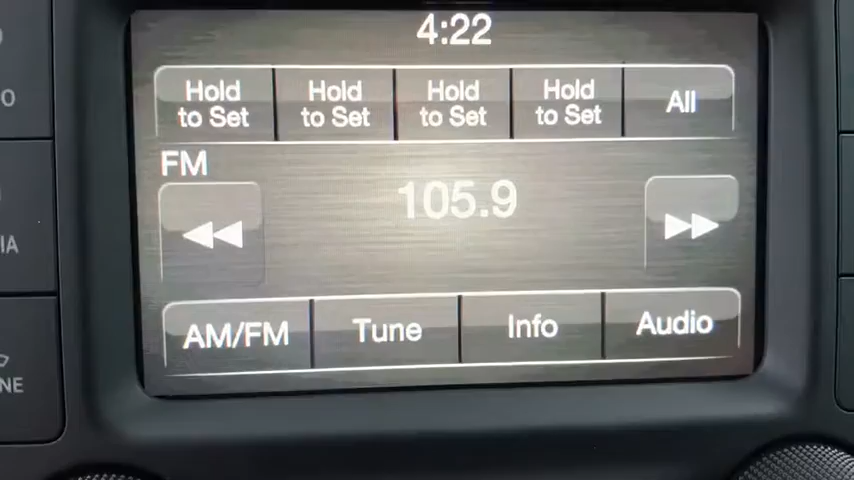 4:22
Hold to Set Hold to Set Hold to Set Hold to Set All
FM
105.9
AM/FM Tune Info Audio